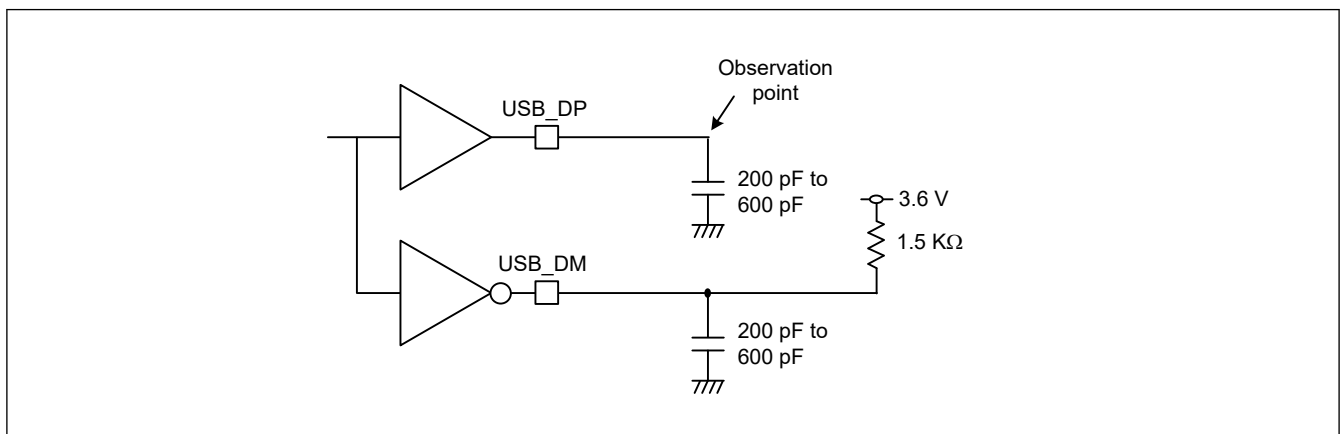 Observation
point
USB_DP
200 pF to
600 pF
3.6 V
1.5 KΩ
USB_DM
200 pF to
600 pF